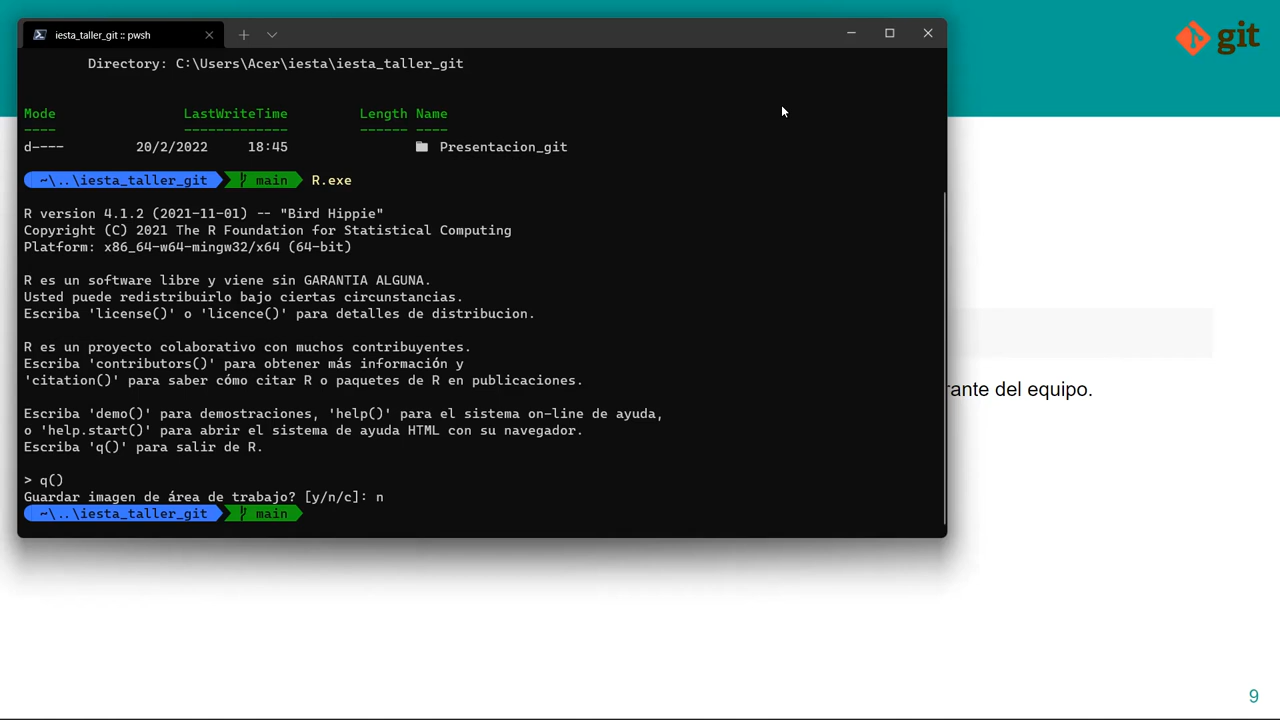 iesta_taller_git :: pwsh
git
Directory: C:\Users\Acer\iesta\iesta_taller_git
Mode LastWriteTime Length Name
---- ------------- ------ ----
d---- 20/2/2022 18:45 Presentacion_git
~\..\iesta_taller_git main R.exe
R version 4.1.2 (2021-11-01) -- "Bird Hippie"
Copyright (C) 2021 The R Foundation for Statistical Computing
Platform: x86_64-w64-mingw32/x64 (64-bit)
R es un software libre y viene sin GARANTIA ALGUNA.
Usted puede redistribuirlo bajo ciertas circunstancias.
Escriba 'license()' o 'licence()' para detalles de distribucion.
R es un proyecto colaborativo con muchos contribuyentes.
Escriba 'contributors()' para obtener más información y
'citation()' para saber cómo citar R o paquetes de R en publicaciones.
rante del equipo.
Escriba 'demo()' para demostraciones, 'help()' para el sistema on-line de ayuda,
o 'help.start()' para abrir el sistema de ayuda HTML con su navegador.
Escriba 'q()' para salir de R.
> q()
Guardar imagen de área de trabajo? [y/n/c]: n
~\..\iesta_taller_git main
9